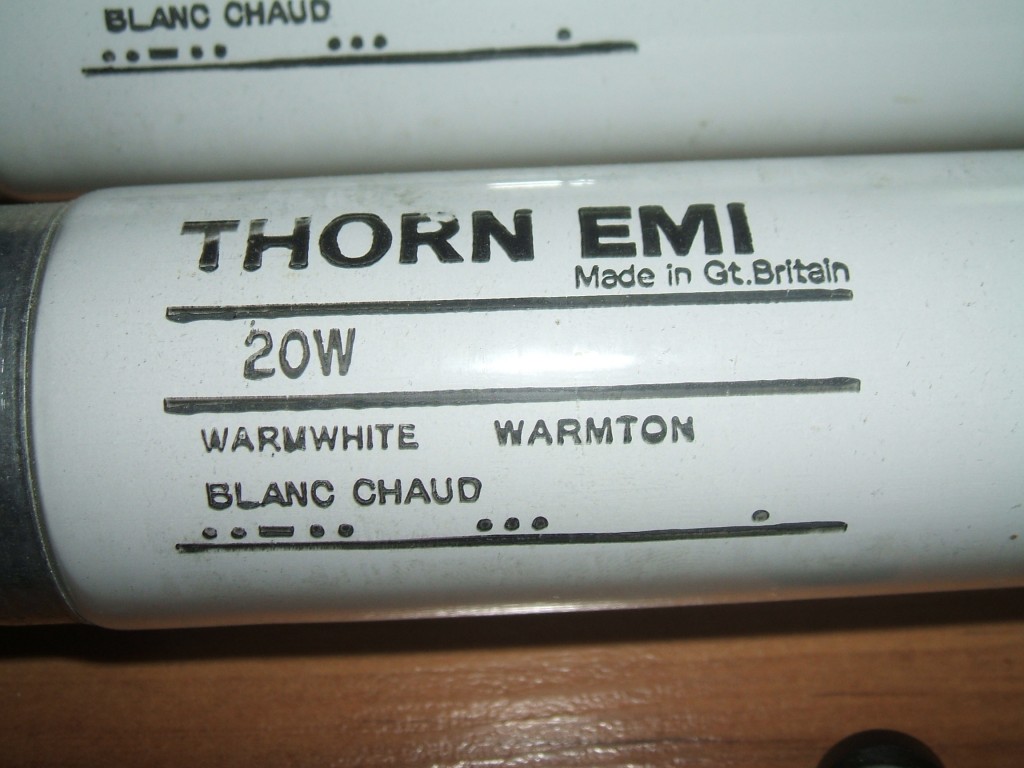 BLANC CHAUD
THORN EMI
Made in Gt.Britain
20W
WARMWHITE WARMTON
BLANC CHAUD